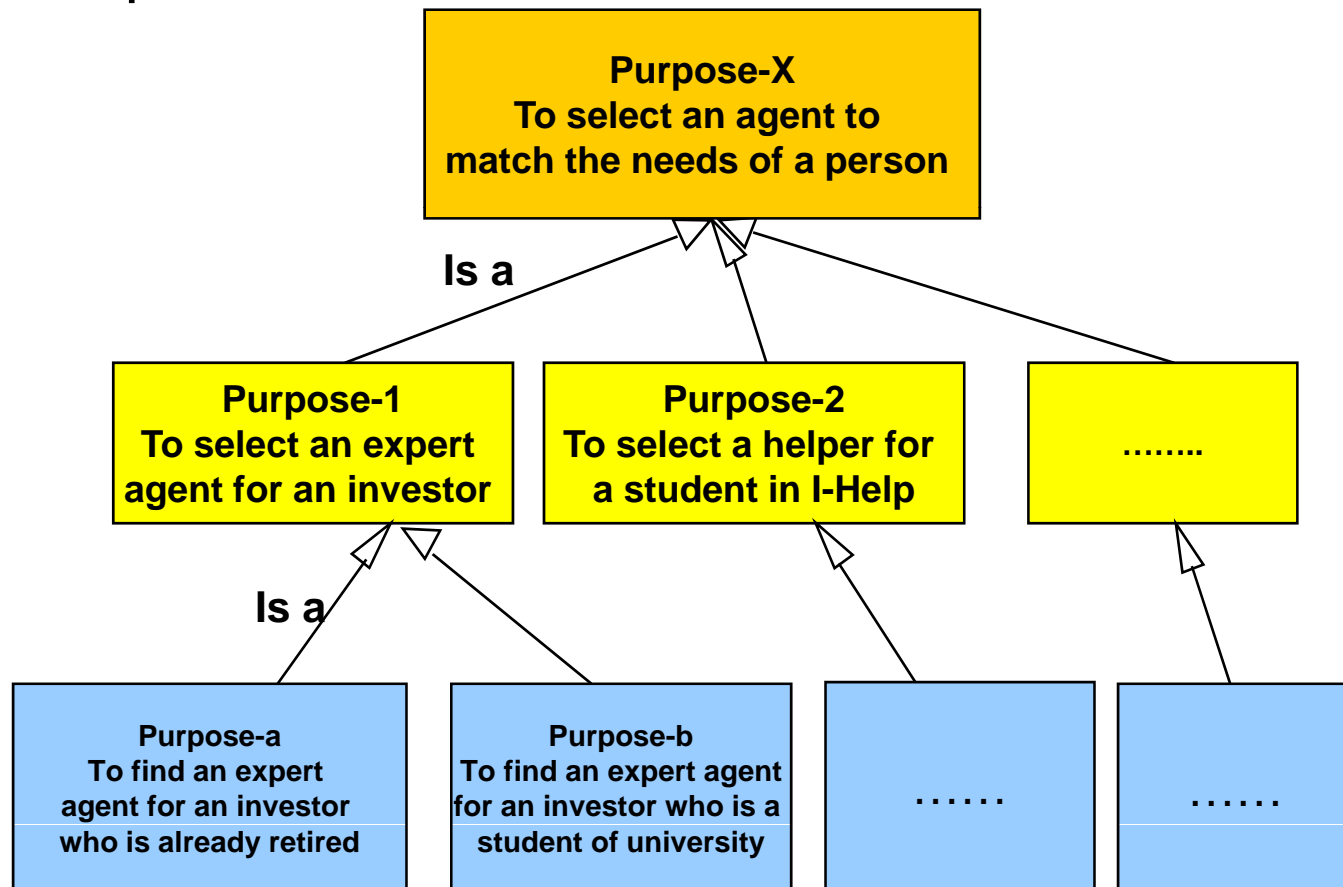 Purpose-X
To select an agent to
match the needs of a person
Is a
Purpose-1
To select an expert
agent for an investor
Purpose-2
To select a helper for
a student in I-Help
……..
Is a
Purpose-a
To find an expert
agent for an investor
who is already retired
Purpose-b
To find an expert agent
for an investor who is a
student of university
. . . . . .
. . . . . .